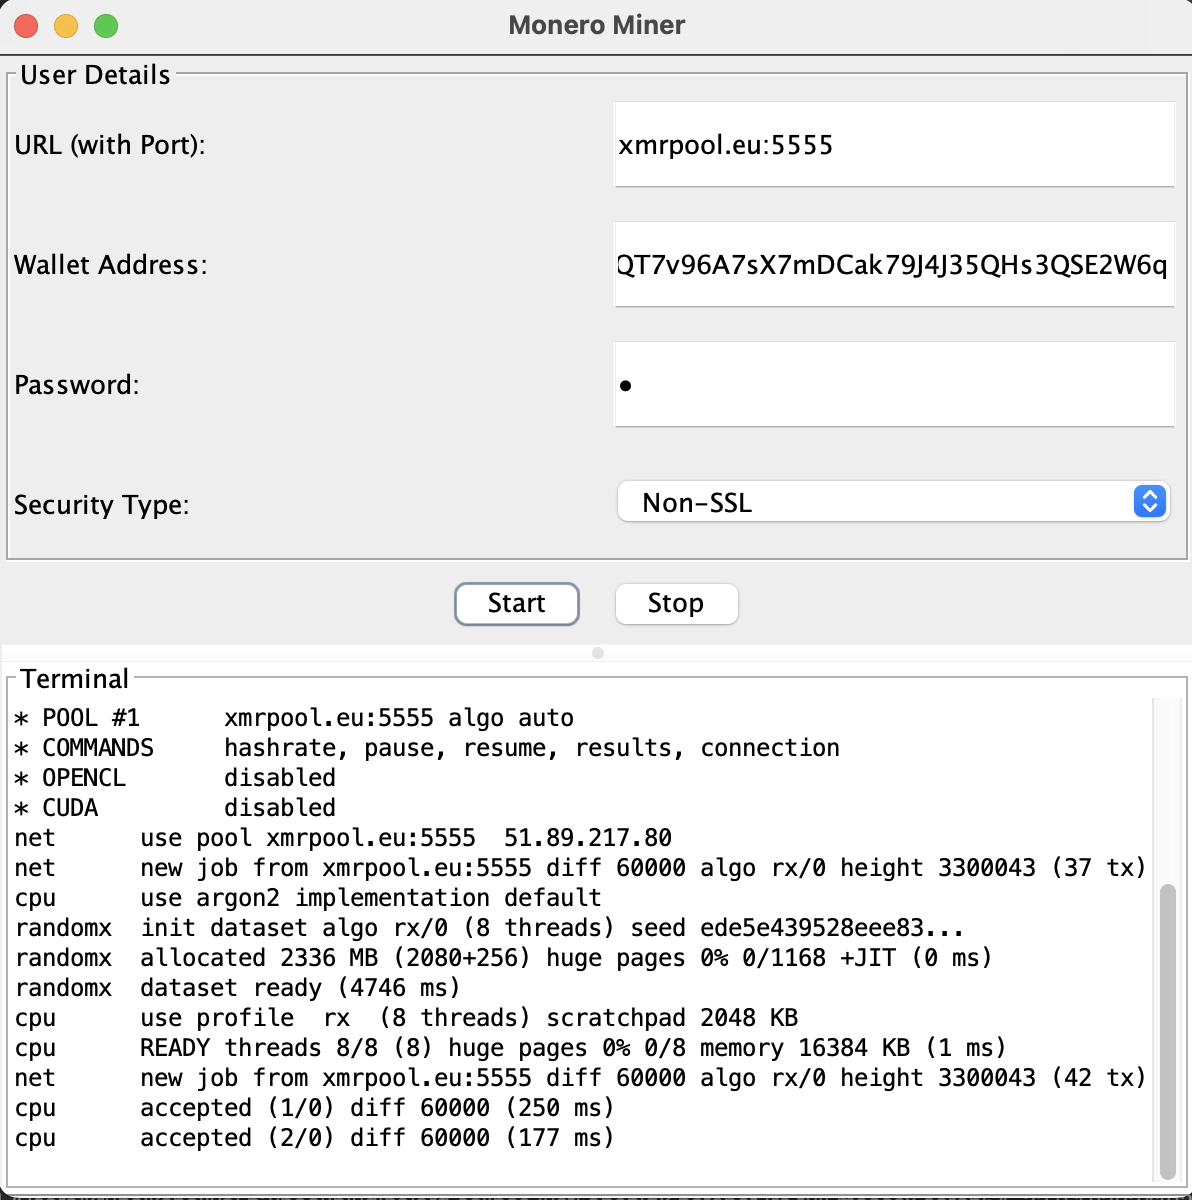 Monero Miner
User Details
URL (with Port):
xmrpool.eu:5555
Wallet Address:
QT7v96A7sX7mDCak79J4J35QHs3QSE2W6q
Password:
●
Security Type:
Non-SSL
Start Stop
Terminal
* POOL #1      xmrpool.eu:5555 algo auto
* COMMANDS     hashrate, pause, resume, results, connection
* OPENCL       disabled
* CUDA         disabled
net      use pool xmrpool.eu:5555  51.89.217.80
net      new job from xmrpool.eu:5555 diff 60000 algo rx/0 height 3300043 (37 tx)
cpu      use argon2 implementation default
randomx  init dataset algo rx/0 (8 threads) seed ede5e439528eee83...
randomx  allocated 2336 MB (2080+256) huge pages 0% 0/1168 +JIT (0 ms)
randomx  dataset ready (4746 ms)
cpu      use profile  rx  (8 threads) scratchpad 2048 KB
cpu      READY threads 8/8 (8) huge pages 0% 0/8 memory 16384 KB (1 ms)
net      new job from xmrpool.eu:5555 diff 60000 algo rx/0 height 3300043 (42 tx)
cpu      accepted (1/0) diff 60000 (250 ms)
cpu      accepted (2/0) diff 60000 (177 ms)